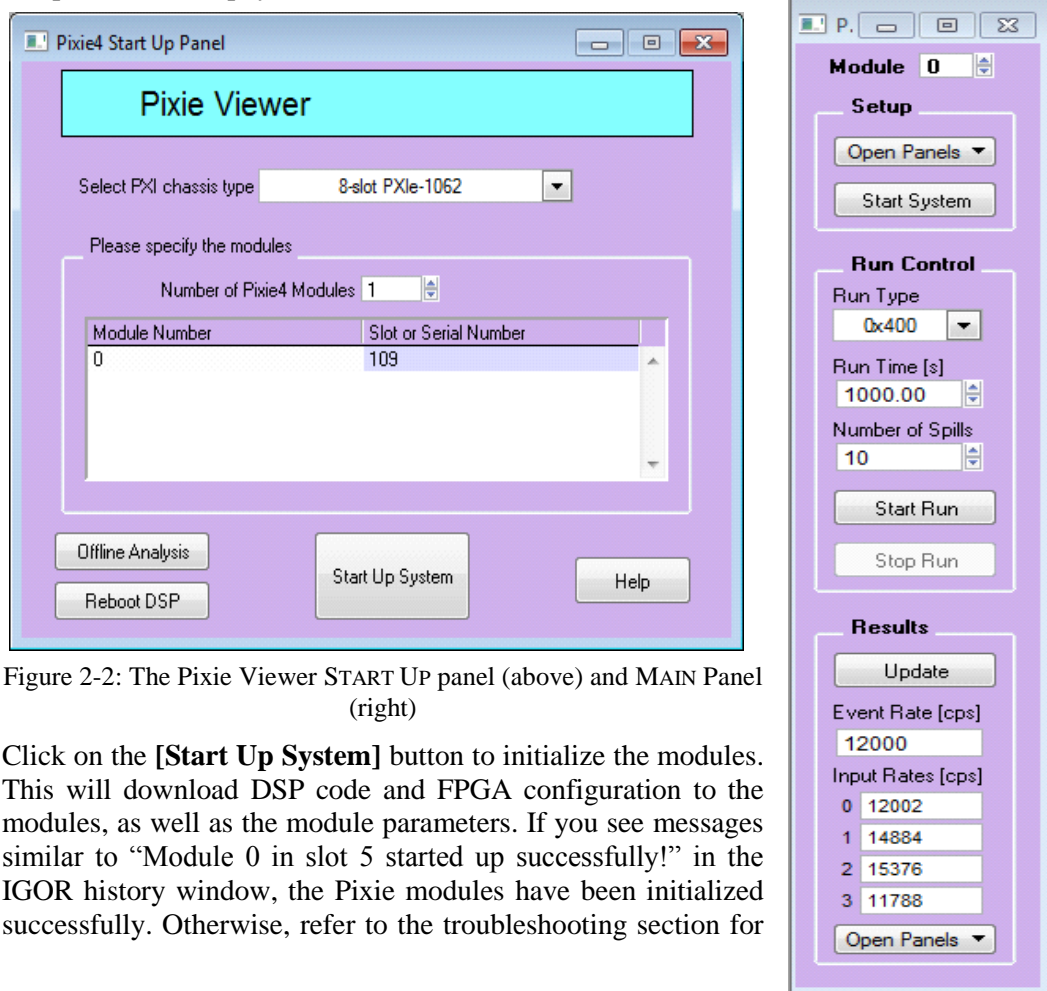 Pixie4 Start Up Panel
Pixie Viewer
Select PXI chassis type 8-slot PXIe-1062
Please specify the modules
Number of Pixie4 Modules 1
Module Number Slot or Serial Number
0 109
Offline Analysis
Reboot DSP
Start Up System
Help
P.
Module 0
Setup
Open Panels
Start System
Run Control
Run Type
0x400
Run Time [s]
1000.00
Number of Spills
10
Start Run
Stop Run
Results
Update
Event Rate [cps]
12000
Input Rates [cps]
0 12002
1 14884
2 15376
3 11788
Open Panels
Figure 2-2: The Pixie Viewer START UP panel (above) and MAIN Panel
(right)
Click on the [Start Up System] button to initialize the modules.
This will download DSP code and FPGA configuration to the
modules, as well as the module parameters. If you see messages
similar to “Module 0 in slot 5 started up successfully!” in the
IGOR history window, the Pixie modules have been initialized
successfully. Otherwise, refer to the troubleshooting section for